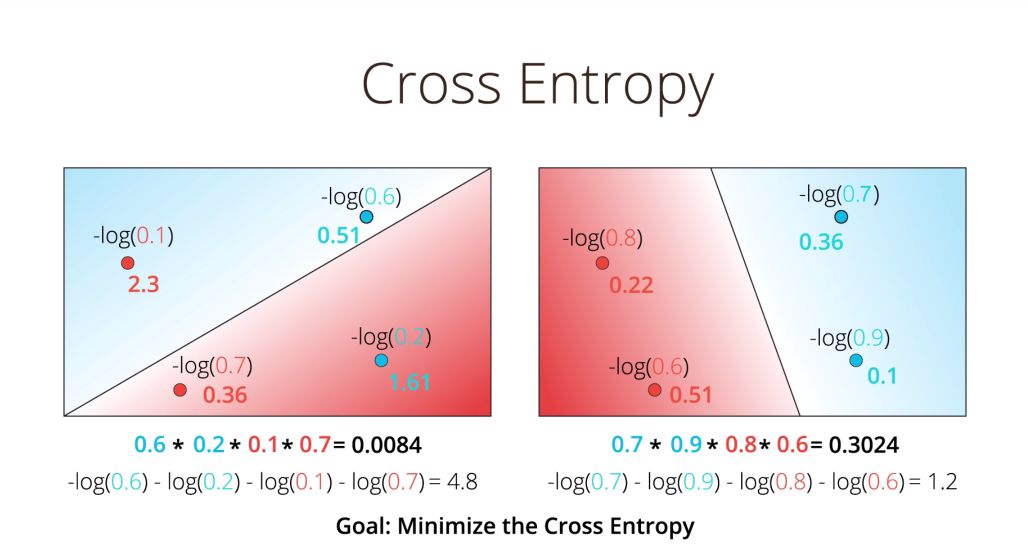 Cross Entropy
-log(0.6)
0.51
-log(0.1)
2.3
-log(0.2)
1.61
-log(0.7)
0.36
0.6 * 0.2 * 0.1 * 0.7 = 0.0084
-log(0.6) - log(0.2) - log(0.1) - log(0.7) = 4.8
-log(0.7)
0.36
-log(0.8)
0.22
-log(0.9)
0.1
-log(0.6)
0.51
0.7 * 0.9 * 0.8 * 0.6 = 0.3024
-log(0.7) - log(0.9) - log(0.8) - log(0.6) = 1.2
Goal: Minimize the Cross Entropy